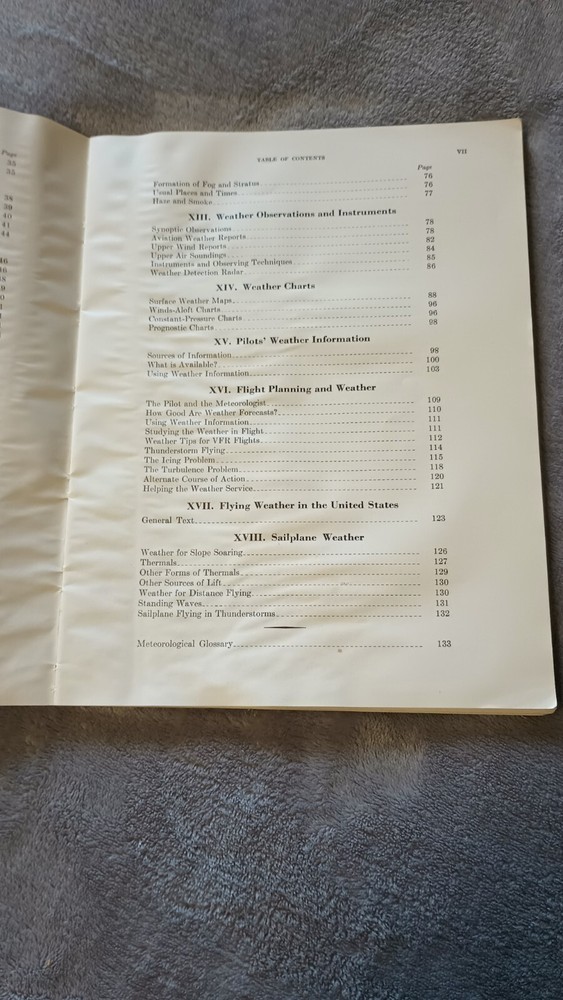 Page
35
35
38
39
40
41
44
TABLE OF CONTENTS VII
Page
Formation of Fog and Stratus 76
Usual Places and Times 76
Haze and Smoke 77
XIII. Weather Observations and Instruments
Synoptic Observations 78
Aviation Weather Reports 78
Upper Wind Reports 82
Upper Air Soundings 84
Instruments and Observing Techniques 85
Weather Detection Radar 86
XIV. Weather Charts
Surface Weather Maps 88
Winds-Aloft Charts 96
Constant-Pressure Charts 96
Prognostic Charts 98
XV. Pilots' Weather Information
Sources of Information 98
What is Available? 100
Using Weather Information 103
XVI. Flight Planning and Weather
The Pilot and the Meteorologist 109
How Good Are Weather Forecasts? 110
Using Weather Information 111
Studying the Weather in Flight 111
Weather Tips for VFR Flights 112
Thunderstorm Flying 114
The Icing Problem 115
The Turbulence Problem 118
Alternate Course of Action 120
Helping the Weather Service 121
XVII. Flying Weather in the United States
General Text 123
XVIII. Sailplane Weather
Weather for Slope Soaring 126
Thermals 127
Other Forms of Thermals 129
Other Sources of Lift 130
Weather for Distance Flying 130
Standing Waves 131
Sailplane Flying in Thunderstorms 132
Meteorological Glossary 133